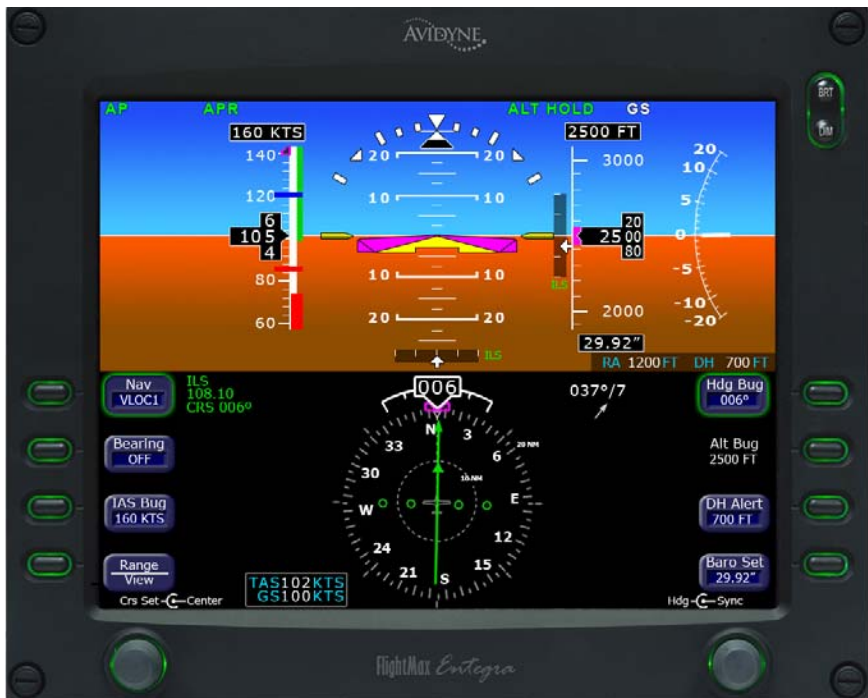 AVIDYNE
BRT
DIM
AP APR ALT HOLD GS
160 KTS
2500 FT
140
120
6
105
4
80
60
20 20
10 10
10 10
20 20
ILS
3000
20
2500
80
2000
29.92"
ILS
20
10
5
0
-5
-10
-20
RA 1200 FT DH 700 FT
Nav
VLOC1
ILS
108.10
CRS 006º
Bearing
OFF
IAS Bug
160 KTS
Range
View
Crs Set Center
TAS 102 KTS
GS 100 KTS
006
N
3
6
E
12
15
S
21
24
W
30
33
20 NM
10 NM
037°/7
Hdg Bug
006º
Alt Bug
2500 FT
DH Alert
700 FT
Baro Set
29.92"
Hdg Sync
FlightMax Entegra